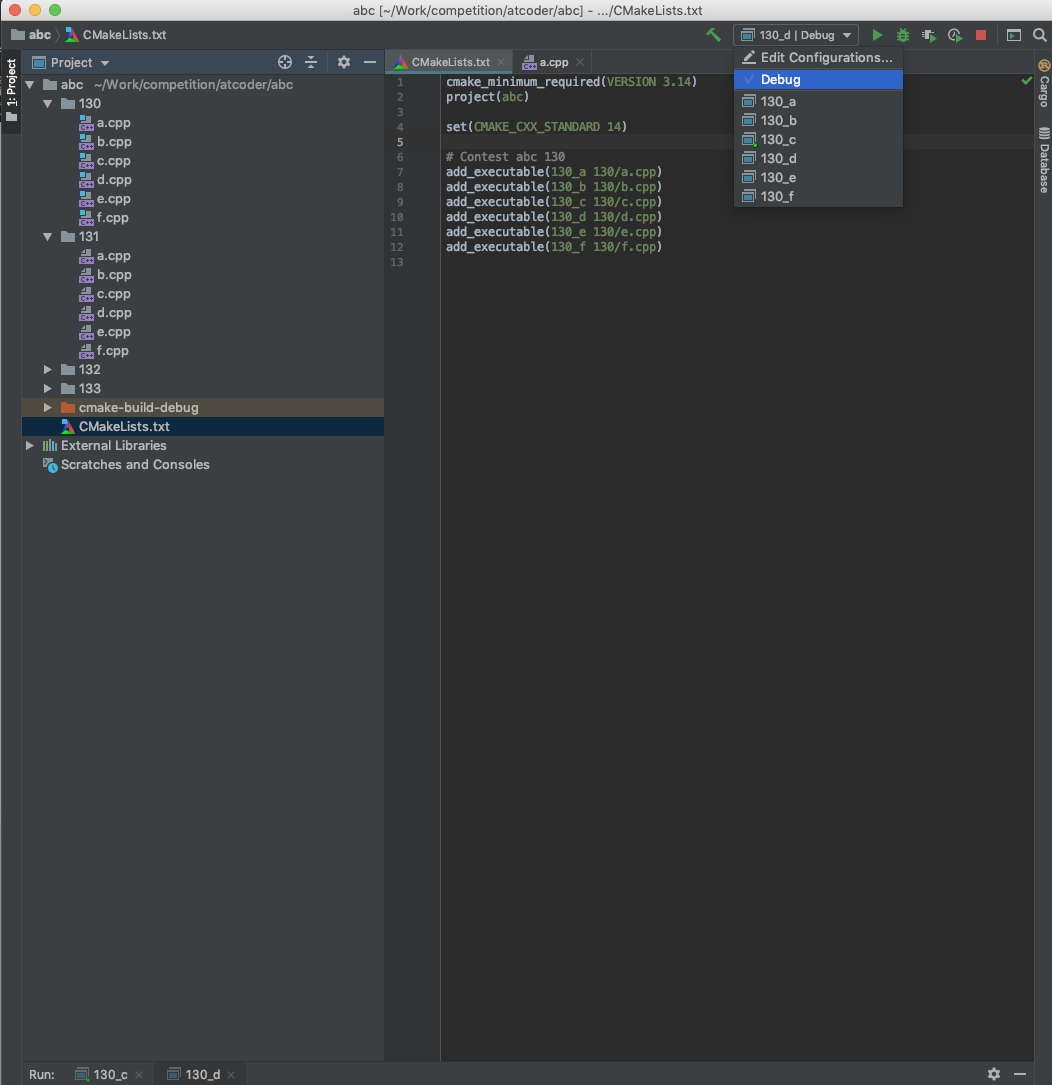 abc [~/Work/competition/atcoder/abc] - .../CMakeLists.txt
abc CMakeLists.txt
130_d | Debug
Edit Configurations...
Debug
130_a
130_b
130_c
130_d
130_e
130_f
1: Project
Project
abc ~/Work/competition/atcoder/abc
130
a.cpp
b.cpp
c.cpp
d.cpp
e.cpp
f.cpp
131
a.cpp
b.cpp
c.cpp
d.cpp
e.cpp
f.cpp
132
133
cmake-build-debug
CMakeLists.txt
External Libraries
Scratches and Consoles
CMakeLists.txt a.cpp
1 cmake_minimum_required(VERSION 3.14)
2 project(abc)
3
4 set(CMAKE_CXX_STANDARD 14)
5
6 # Contest abc 130
7 add_executable(130_a 130/a.cpp)
8 add_executable(130_b 130/b.cpp)
9 add_executable(130_c 130/c.cpp)
10 add_executable(130_d 130/d.cpp)
11 add_executable(130_e 130/e.cpp)
12 add_executable(130_f 130/f.cpp)
13
Cargo
Database
Run: 130_c 130_d